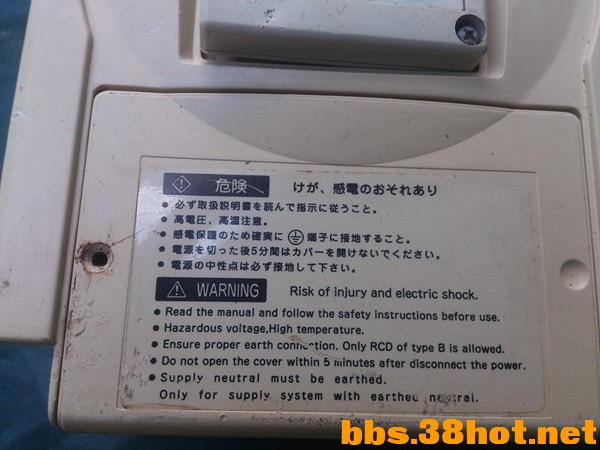 危険 けが、感電のおそれあり
● 必ず取扱説明書を読んで指示に従うこと。
● 高電圧、高温注意。
● 感電保護のため確実に⏚端子に接地すること。
● 電源を切った後5分間はカバーを開けないでください。
● 電源の中性点は必ず接地して下さい。
WARNING Risk of injury and electric shock.
● Read the manual and follow the safety instructions before use.
● Hazardous voltage,High temperature.
● Ensure proper earth connection. Only RCD of type B is allowed.
● Do not open the cover within 5 minutes after disconnect the power.
● Supply neutral must be earthed.
Only for supply system with earthed neutral.
bbs.38hot.net